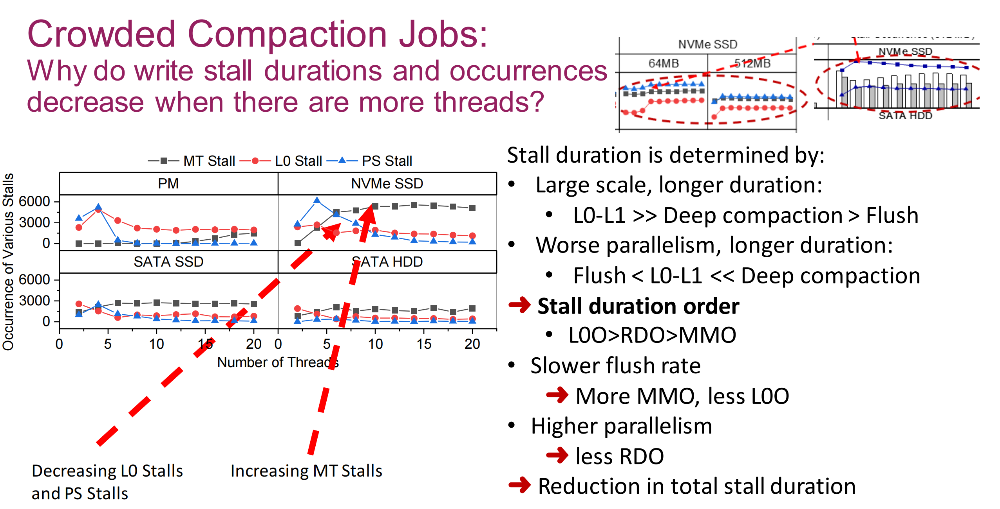 Crowded Compaction Jobs:
Why do write stall durations and occurrences
decrease when there are more threads?
NVMe SSD
64MB
512MB
NVMe SSD
SATA HDD
MT Stall
L0 Stall
PS Stall
Occurrence of Various Stalls
PM
NVMe SSD
6000
3000
0
SATA SSD
SATA HDD
6000
3000
0
0 5 10 15 20 0 5 10 15 20
Number of Threads
Decreasing L0 Stalls
and PS Stalls
Increasing MT Stalls
Stall duration is determined by:
• Large scale, longer duration:
• L0-L1 >> Deep compaction > Flush
• Worse parallelism, longer duration:
• Flush < L0-L1 << Deep compaction
➜ Stall duration order
• L0O>RDO>MMO
• Slower flush rate
➜ More MMO, less L0O
• Higher parallelism
➜ less RDO
➜ Reduction in total stall duration